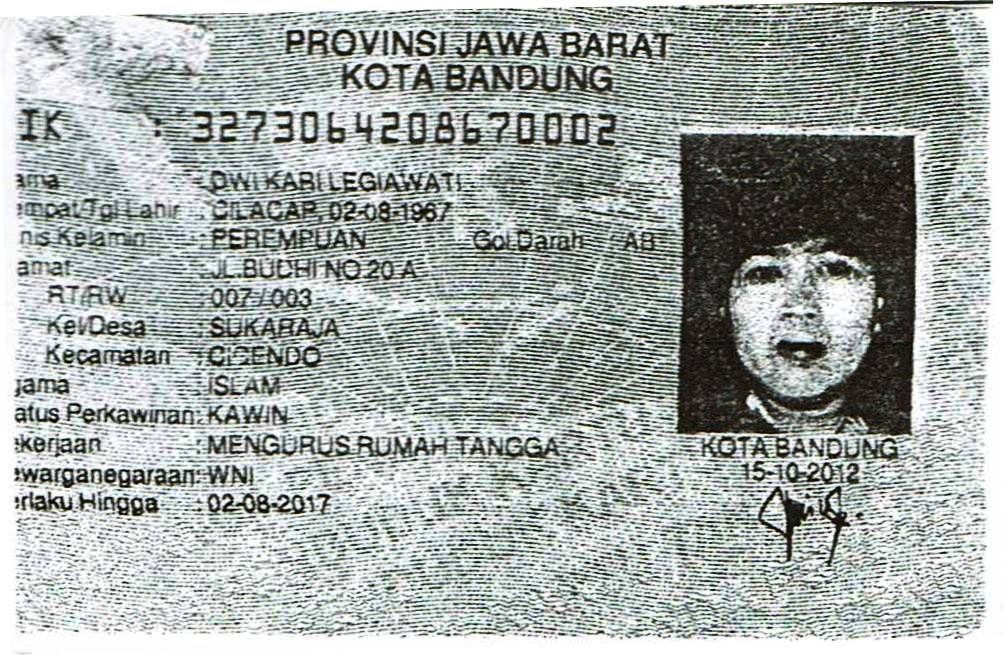 PROVINSI JAWA BARAT
KOTA BANDUNG
IK : 3273064208670002
ama : DWI KARI LEGIAWATI
empat/Tgl Lahir : CILACAP, 02-08-1967
nis Kelamin : PEREMPUAN Gol.Darah : AB
amat : JL.BUDHI NO.20 A
RT/RW : 007 / 003
Kel/Desa : SUKARAJA
Kecamatan : CICENDO
gama : ISLAM
atus Perkawinan: KAWIN
ekerjaan : MENGURUS RUMAH TANGGA
ewarganegaraan: WNI
erlaku Hingga : 02-08-2017
KOTA BANDUNG
15-10-2012